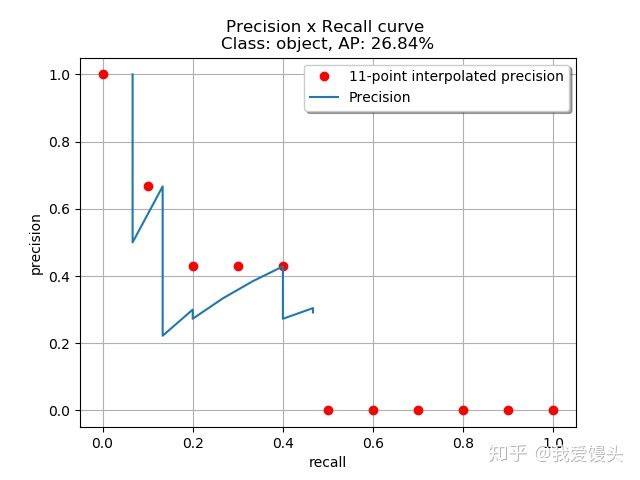 Precision x Recall curve
Class: object, AP: 26.84%
11-point interpolated precision
Precision
1.0
0.8
0.6
0.4
0.2
0.0
precision
0.0 0.2 0.4 0.6 0.8 1.0
recall
知乎 @我爱馒头